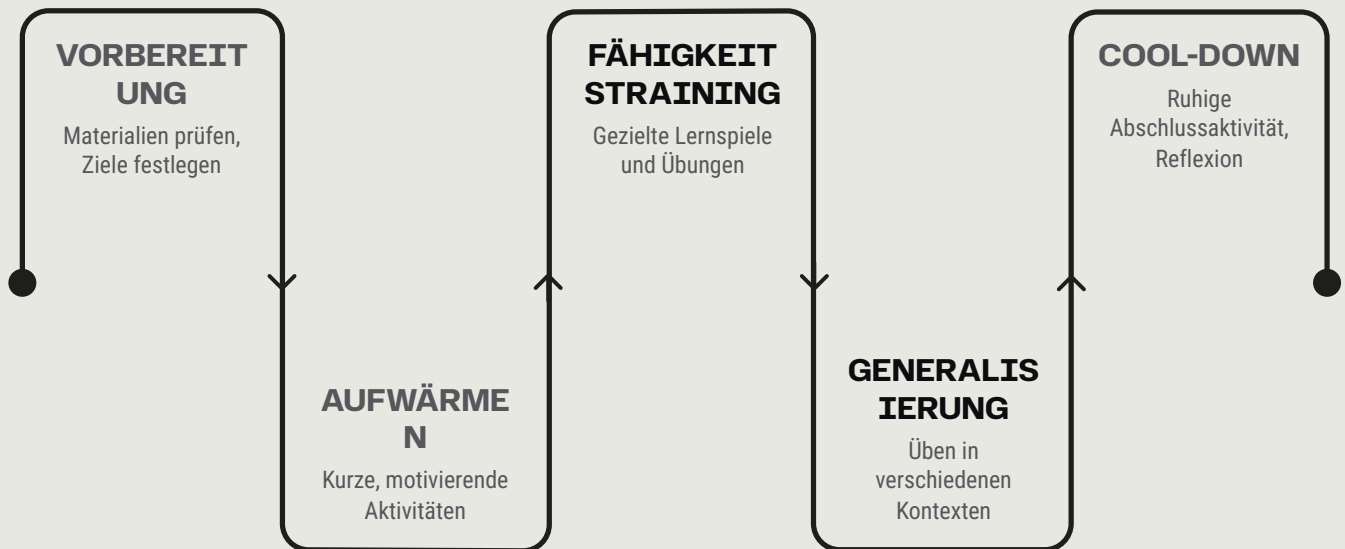 VORBEREIT
UNG
Materialien prüfen,
Ziele festlegen
AUFWÄRME
N
Kurze, motivierende
Aktivitäten
FÄHIGKEIT
STRAINING
Gezielte Lernspiele
und Übungen
GENERALIS
IERUNG
Üben in
verschiedenen
Kontexten
COOL-DOWN
Ruhige
Abschlussaktivität,
Reflexion